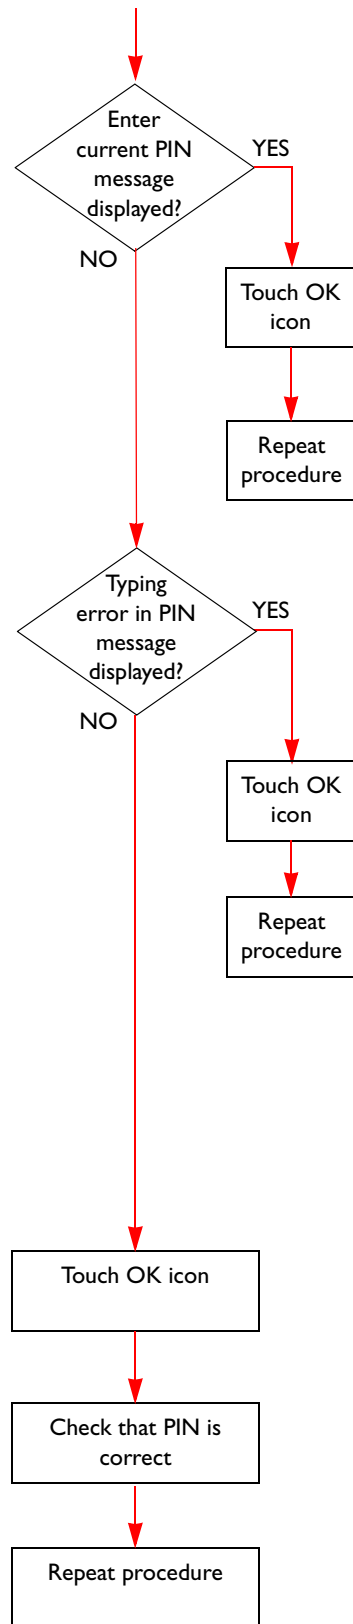 Enter
current PIN
message
displayed?
YES
NO
Touch OK
icon
Repeat
procedure
Typing
error in PIN
message
displayed?
YES
NO
Touch OK
icon
Repeat
procedure
Touch OK icon
Check that PIN is
correct
Repeat procedure